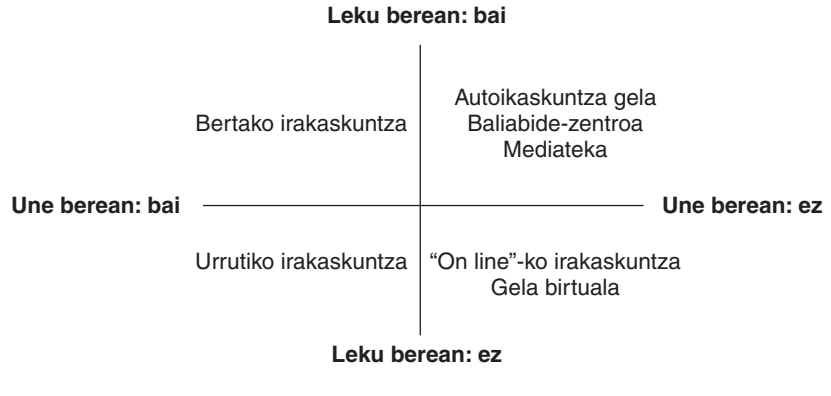 Leku berean: bai
Bertako irakaskuntza
Autoikaskuntza gela
Baliabide-zentroa
Mediateka
Une berean: bai
Une berean: ez
Urrutiko irakaskuntza
“On line”-ko irakaskuntza
Gela birtuala
Leku berean: ez